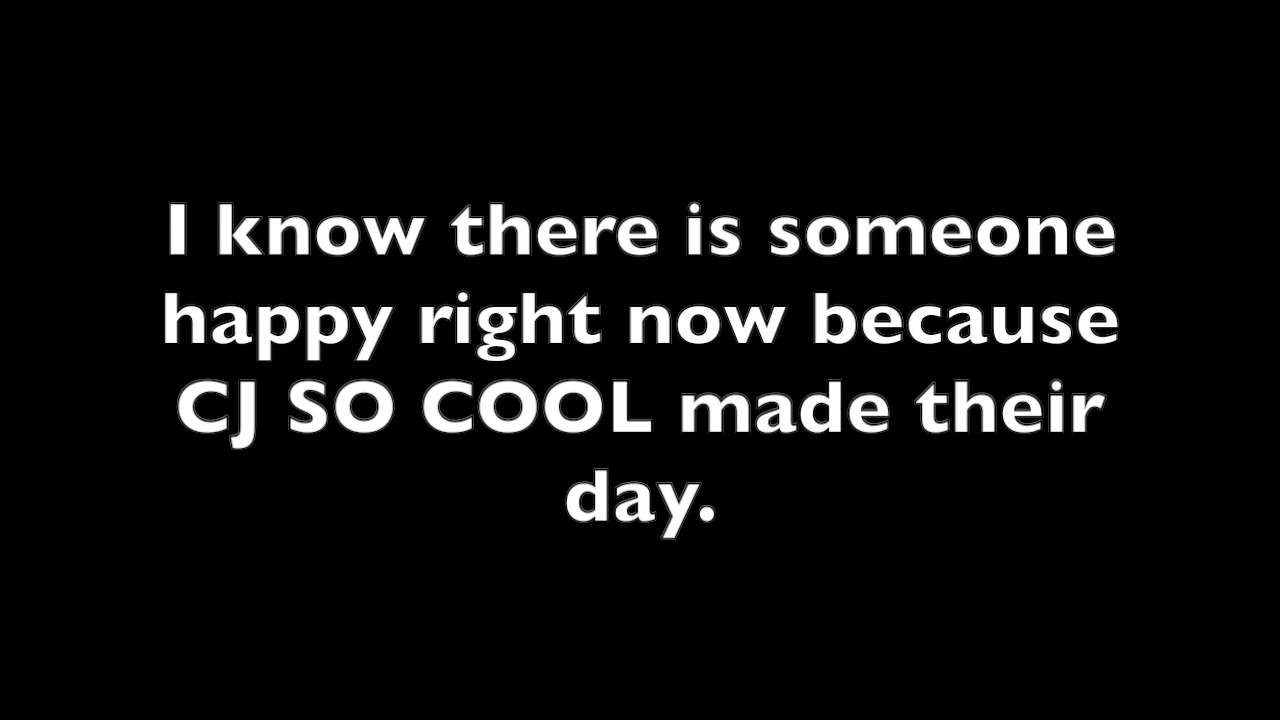 I know there is someone
happy right now because
CJ SO COOL made their
day.